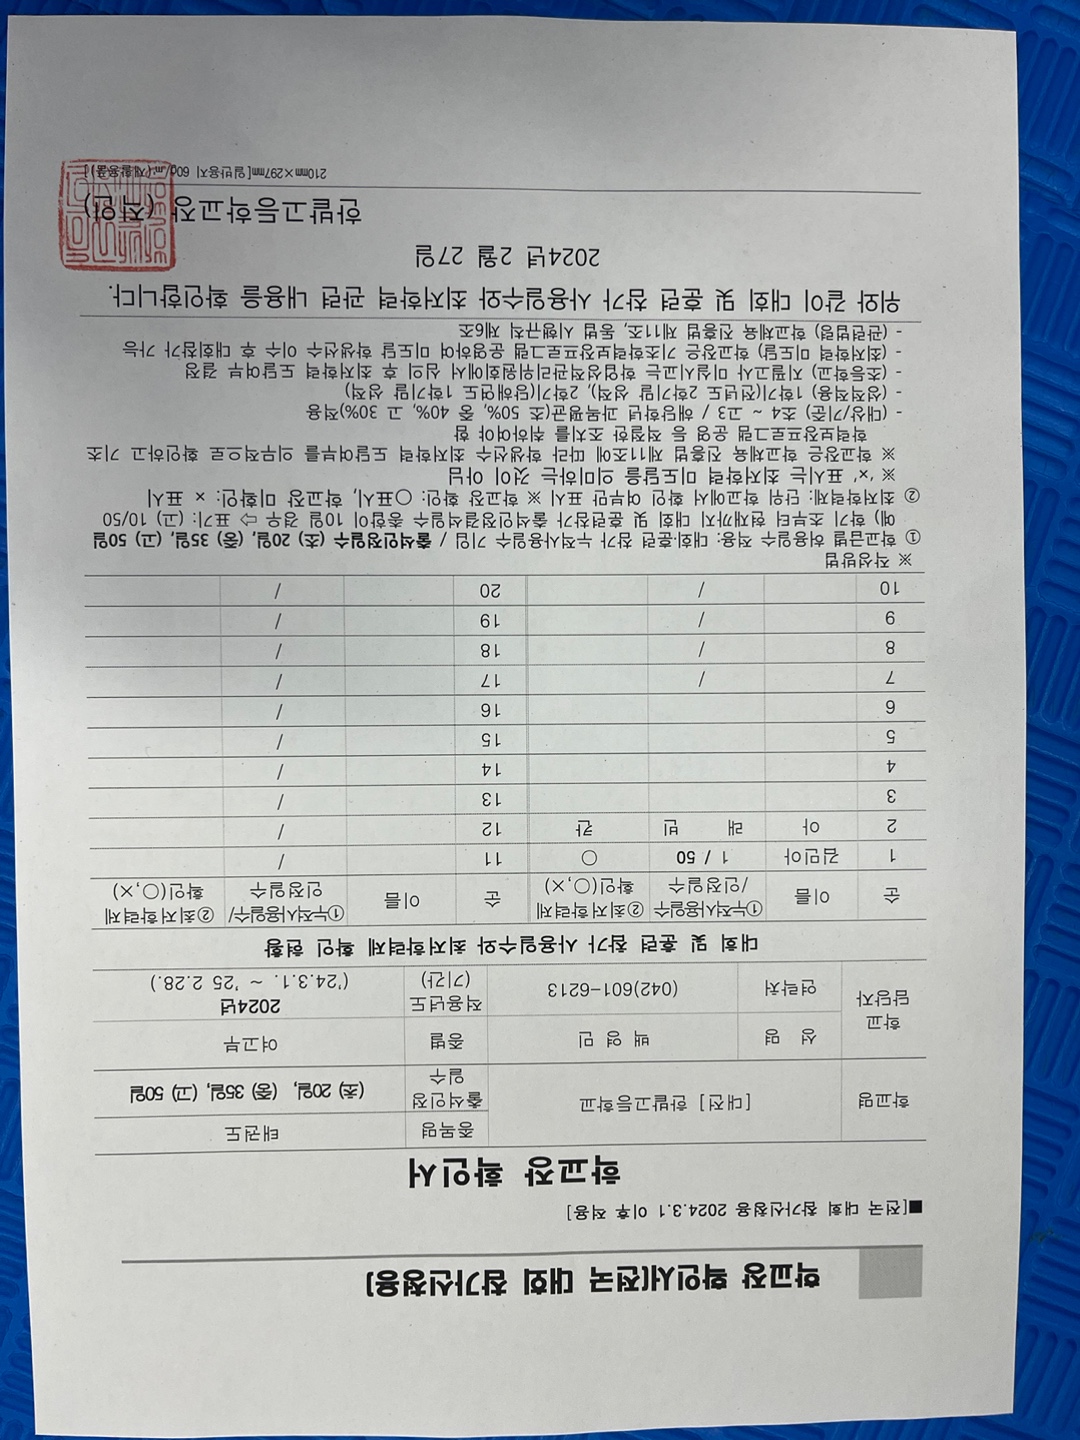 학교장 확인서(전국 대회 참가신청용)
■[전국 대회 참가신청용 2024.3.1 이후 적용]
학교장 확인서
학교명 [대전] 한밭고등학교 종목명 태권도
출석인정 일수 (초) 20일, (중) 35일, (고) 50일
학교 담당자 성 명 백 영 민 종별 여고부
연락처 (042)601-6213 적용년도 (기간) 2024년 ('24.3.1. ~ '25 2.28.)
대회 및 훈련 참가 사용일수와 최저학력제 확인 현황
순 이름 ①누적사용일수/인정일수 ②최저학력제 확인(○,×) 순 이름 ①누적사용일수/인정일수 ②최저학력제 확인(○,×)
1 김민아 1 / 50 ○ 11 /
2 아 래 빈 칸 12 /
3 13 /
4 14 /
5 15 /
6 16 /
7 / 17 /
8 / 18 /
9 / 19 /
10 / 20 /
※ 작성방법
① 학교급별 허용일수 적용: 대회·훈련 참가 누적사용일수 기입 / 출석인정일수 (초) 20일, (중) 35일, (고) 50일
예) 학기 초부터 현재까지 대회 및 훈련참가 출석인정결석일수 총합이 10일 경우 ⇨ 표기: (고) 10/50
② 최저학력제: 단위 학교에서 확인 여부만 표시 ※ 학교장 확인: ○표시, 학교장 미확인: × 표시
※ '×' 표시는 최저학력 미도달을 의미하는 것이 아님
※ 학교장은 학교체육 진흥법 제11조에 따라 학생선수 최저학력 도달여부를 의무적으로 확인하고 기초
학력보장프로그램 운영 등 적절한 조치를 취하여야 함
- (대상/기준) 초4 ~ 고3 / 해당학년 과목평균(초 50%, 중 40%, 고 30%)적용
- (성적적용) 1학기(전년도 2학기말 성적), 2학기(당해연도 1학기말 성적)
- (초등학교) 지필고사 미실시교는 학업성적관리위원회에서 심의 후 최저학력 도달여부 결정
- (최저학력 미도달) 학교장은 기초학력보장프로그램 운영하여 미도달 학생선수 이수 후 대회참가 가능
- (관련법령) 학교체육 진흥법 제11조, 동법 시행규칙 제6조
위와 같이 대회 및 훈련 참가 사용일수와 최저학력 관련 내용을 확인합니다.
2024년 2월 27일
한밭고등학교장 (직인)
210㎜×297㎜[일반용지 60g/㎡(재활용품)]